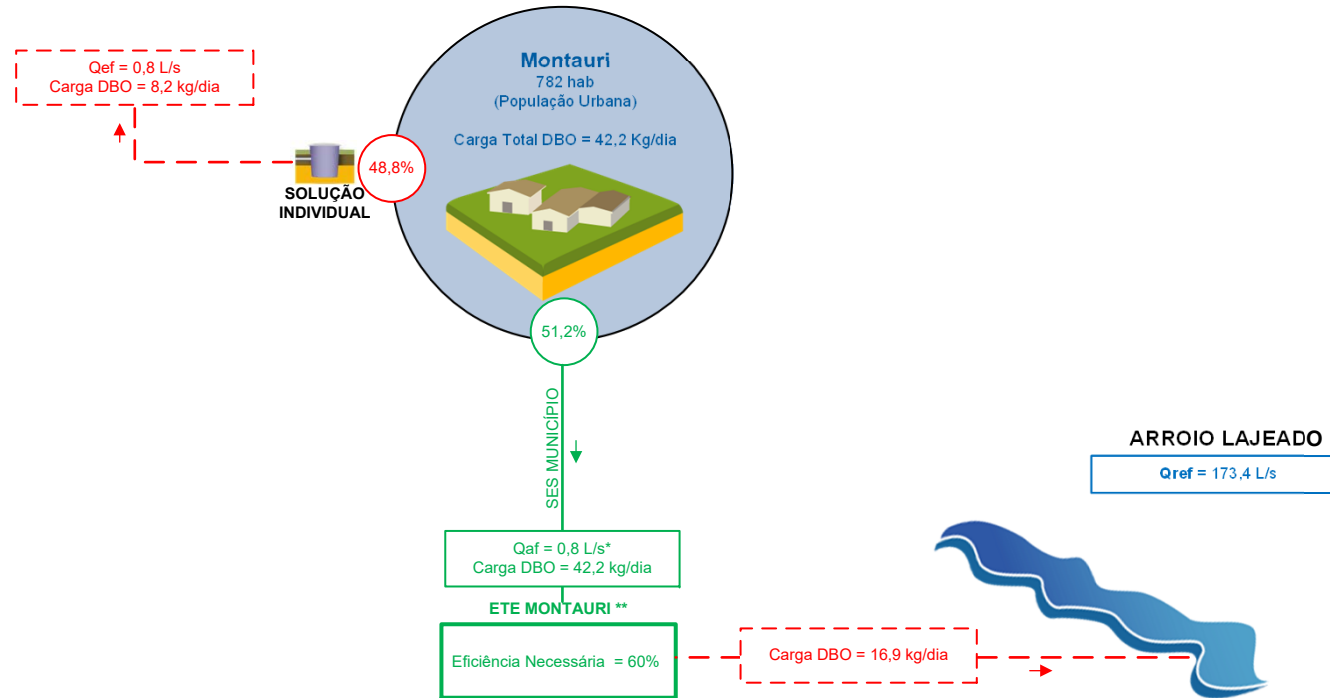 Montauri
782 hab
(População Urbana)
Carga Total DBO = 42,2 Kg/dia
Qef = 0,8 L/s
Carga DBO = 8,2 kg/dia
48,8%
SOLUÇÃO
INDIVIDUAL
51,2%
SES MUNICÍPIO
Qaf = 0,8 L/s*
Carga DBO = 42,2 kg/dia
ETE MONTAURI **
Eficiência Necessária = 60%
Carga DBO = 16,9 kg/dia
ARROIO LAJEADO
Qref = 173,4 L/s